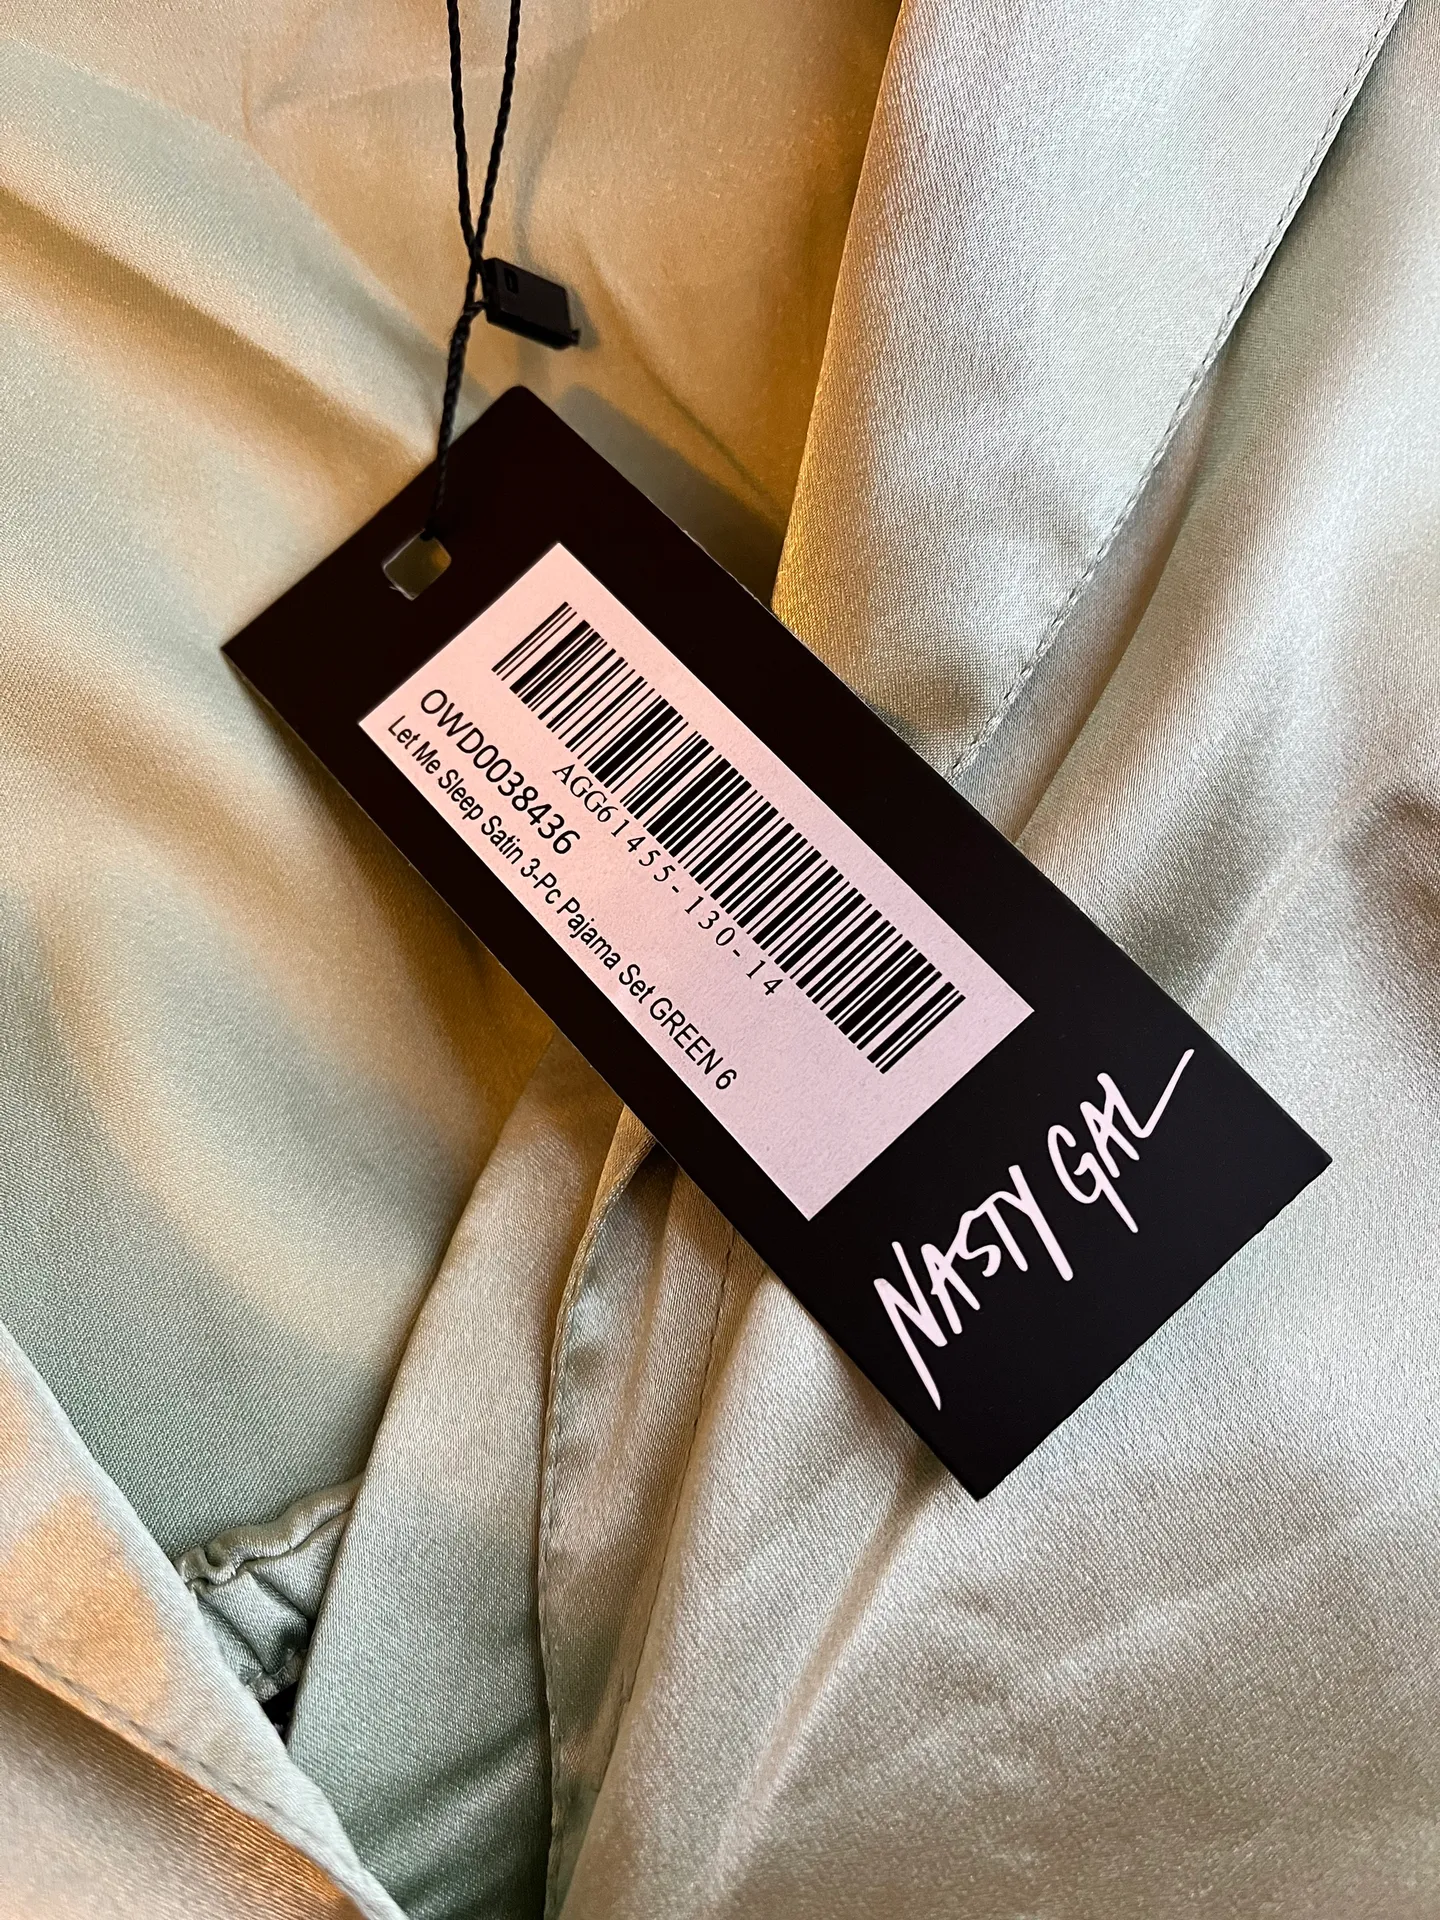 AGG61455-130-14
OWD0038436
Let Me Sleep Satin 3-Pc Pajama Set GREEN 6
NASTY GAL